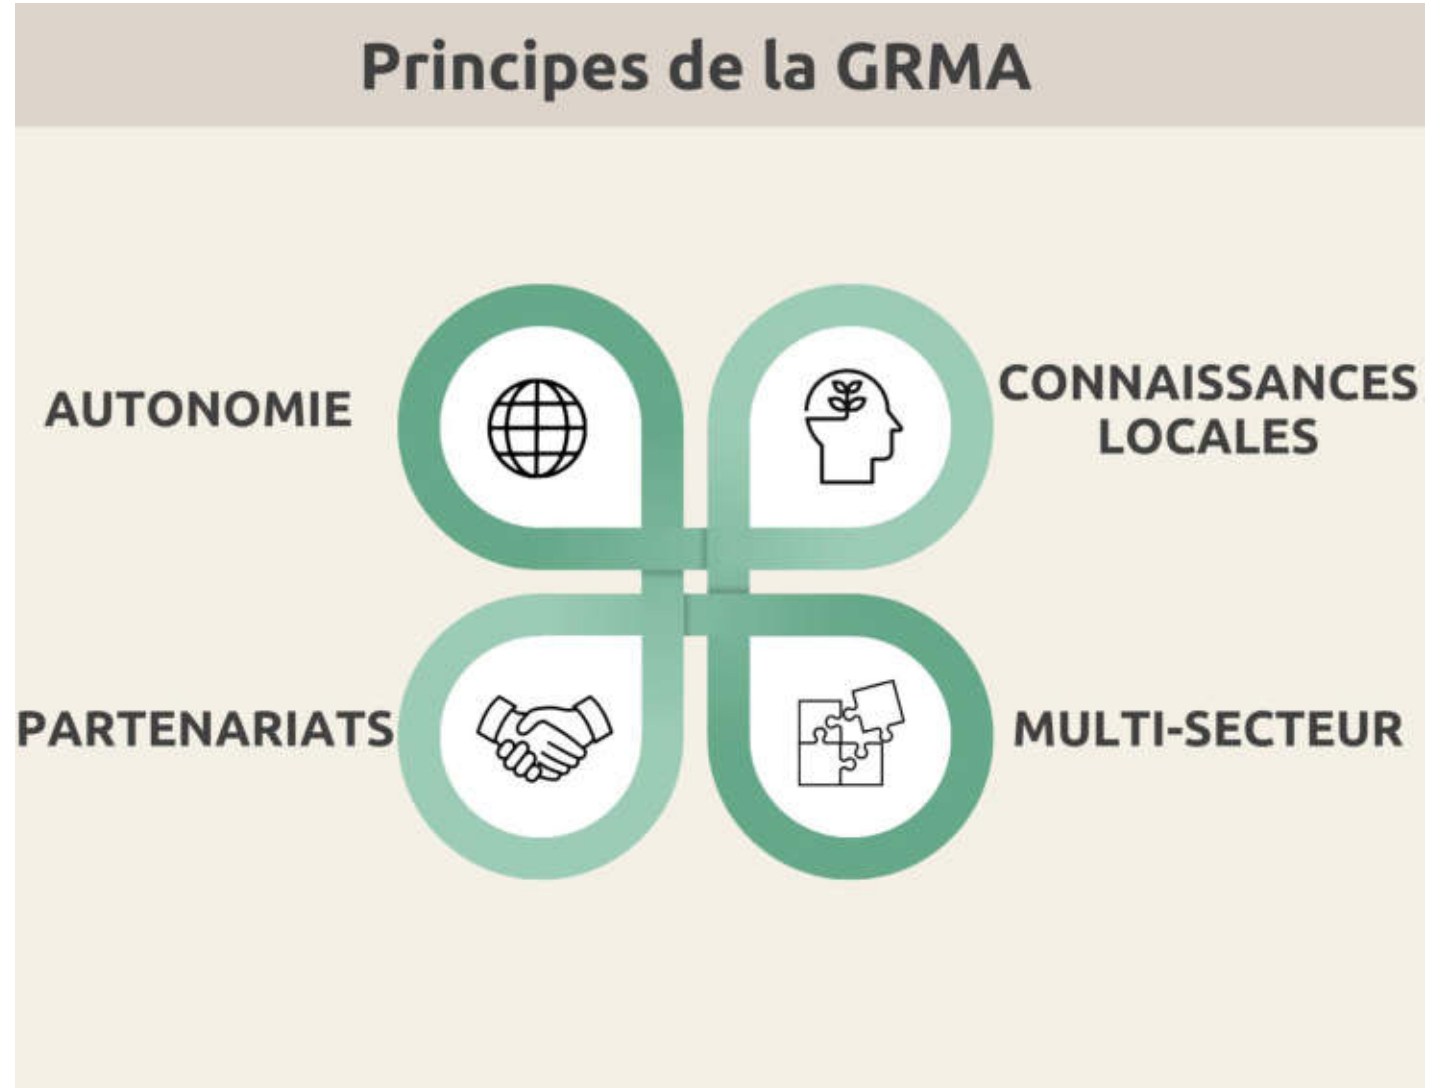 Principes de la GRMA
AUTONOMIE
CONNAISSANCES
LOCALES
PARTENARIATS
MULTI-SECTEUR